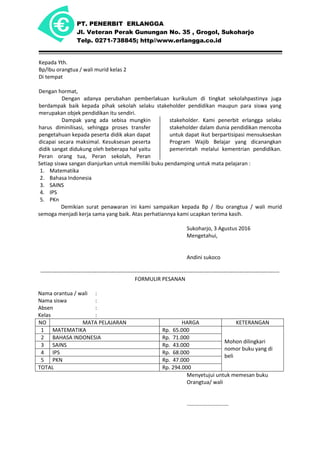 PT. PENERBIT ERLANGGA
Jl. Veteran Perak Gunungan No. 35 , Grogol, Sukoharjo
Telp. 0271-738845; http//www.erlangga.co.id
Kepada Yth.
Bp/Ibu orangtua / wali murid kelas 2
Di tempat
Dengan hormat,
Dengan adanya perubahan pemberlakuan kurikulum di tingkat sekolahpastinya juga
berdampak baik kepada pihak sekolah selaku stakeholder pendidikan maupun para siswa yang
merupakan objek pendidikan itu sendiri.
Dampak yang ada sebisa mungkin
harus diminilisasi, sehingga proses transfer
pengetahuan kepada peserta didik akan dapat
dicapai secara maksimal. Kesuksesan peserta
didik sangat didukung oleh beberapa hal yaitu
Peran orang tua, Peran sekolah, Peran
stakeholder. Kami penerbit erlangga selaku
stakeholder dalam dunia pendidikan mencoba
untuk dapat ikut berpartisipasi mensukseskan
Program Wajib Belajar yang dicanangkan
pemerintah melalui kementrian pendidikan.
Setiap siswa sangan dianjurkan untuk memiliki buku pendamping untuk mata pelajaran :
1. Matematika
2. Bahasa Indonesia
3. SAINS
4. IPS
5. PKn
Demikian surat penawaran ini kami sampaikan kepada Bp / Ibu orangtua / wali murid
semoga menjadi kerja sama yang baik. Atas perhatiannya kami ucapkan terima kasih.
Sukoharjo, 3 Agustus 2016
Mengetahui,
Andini sukoco
FORMULIR PESANAN
Nama orantua / wali :
Nama siswa :
Absen :
Kelas :
NO MATA PELAJARAN HARGA KETERANGAN
1 MATEMATIKA Rp. 65.000
2 BAHASA INDONESIA Rp. 71.000
3 SAINS Rp. 43.000
4 IPS Rp. 68.000
5 PKN Rp. 47.000
Mohon dilingkari
nomor buku yang di
beli
TOTAL Rp. 294.000
Menyetujui untuk memesan buku
Orangtua/ wali